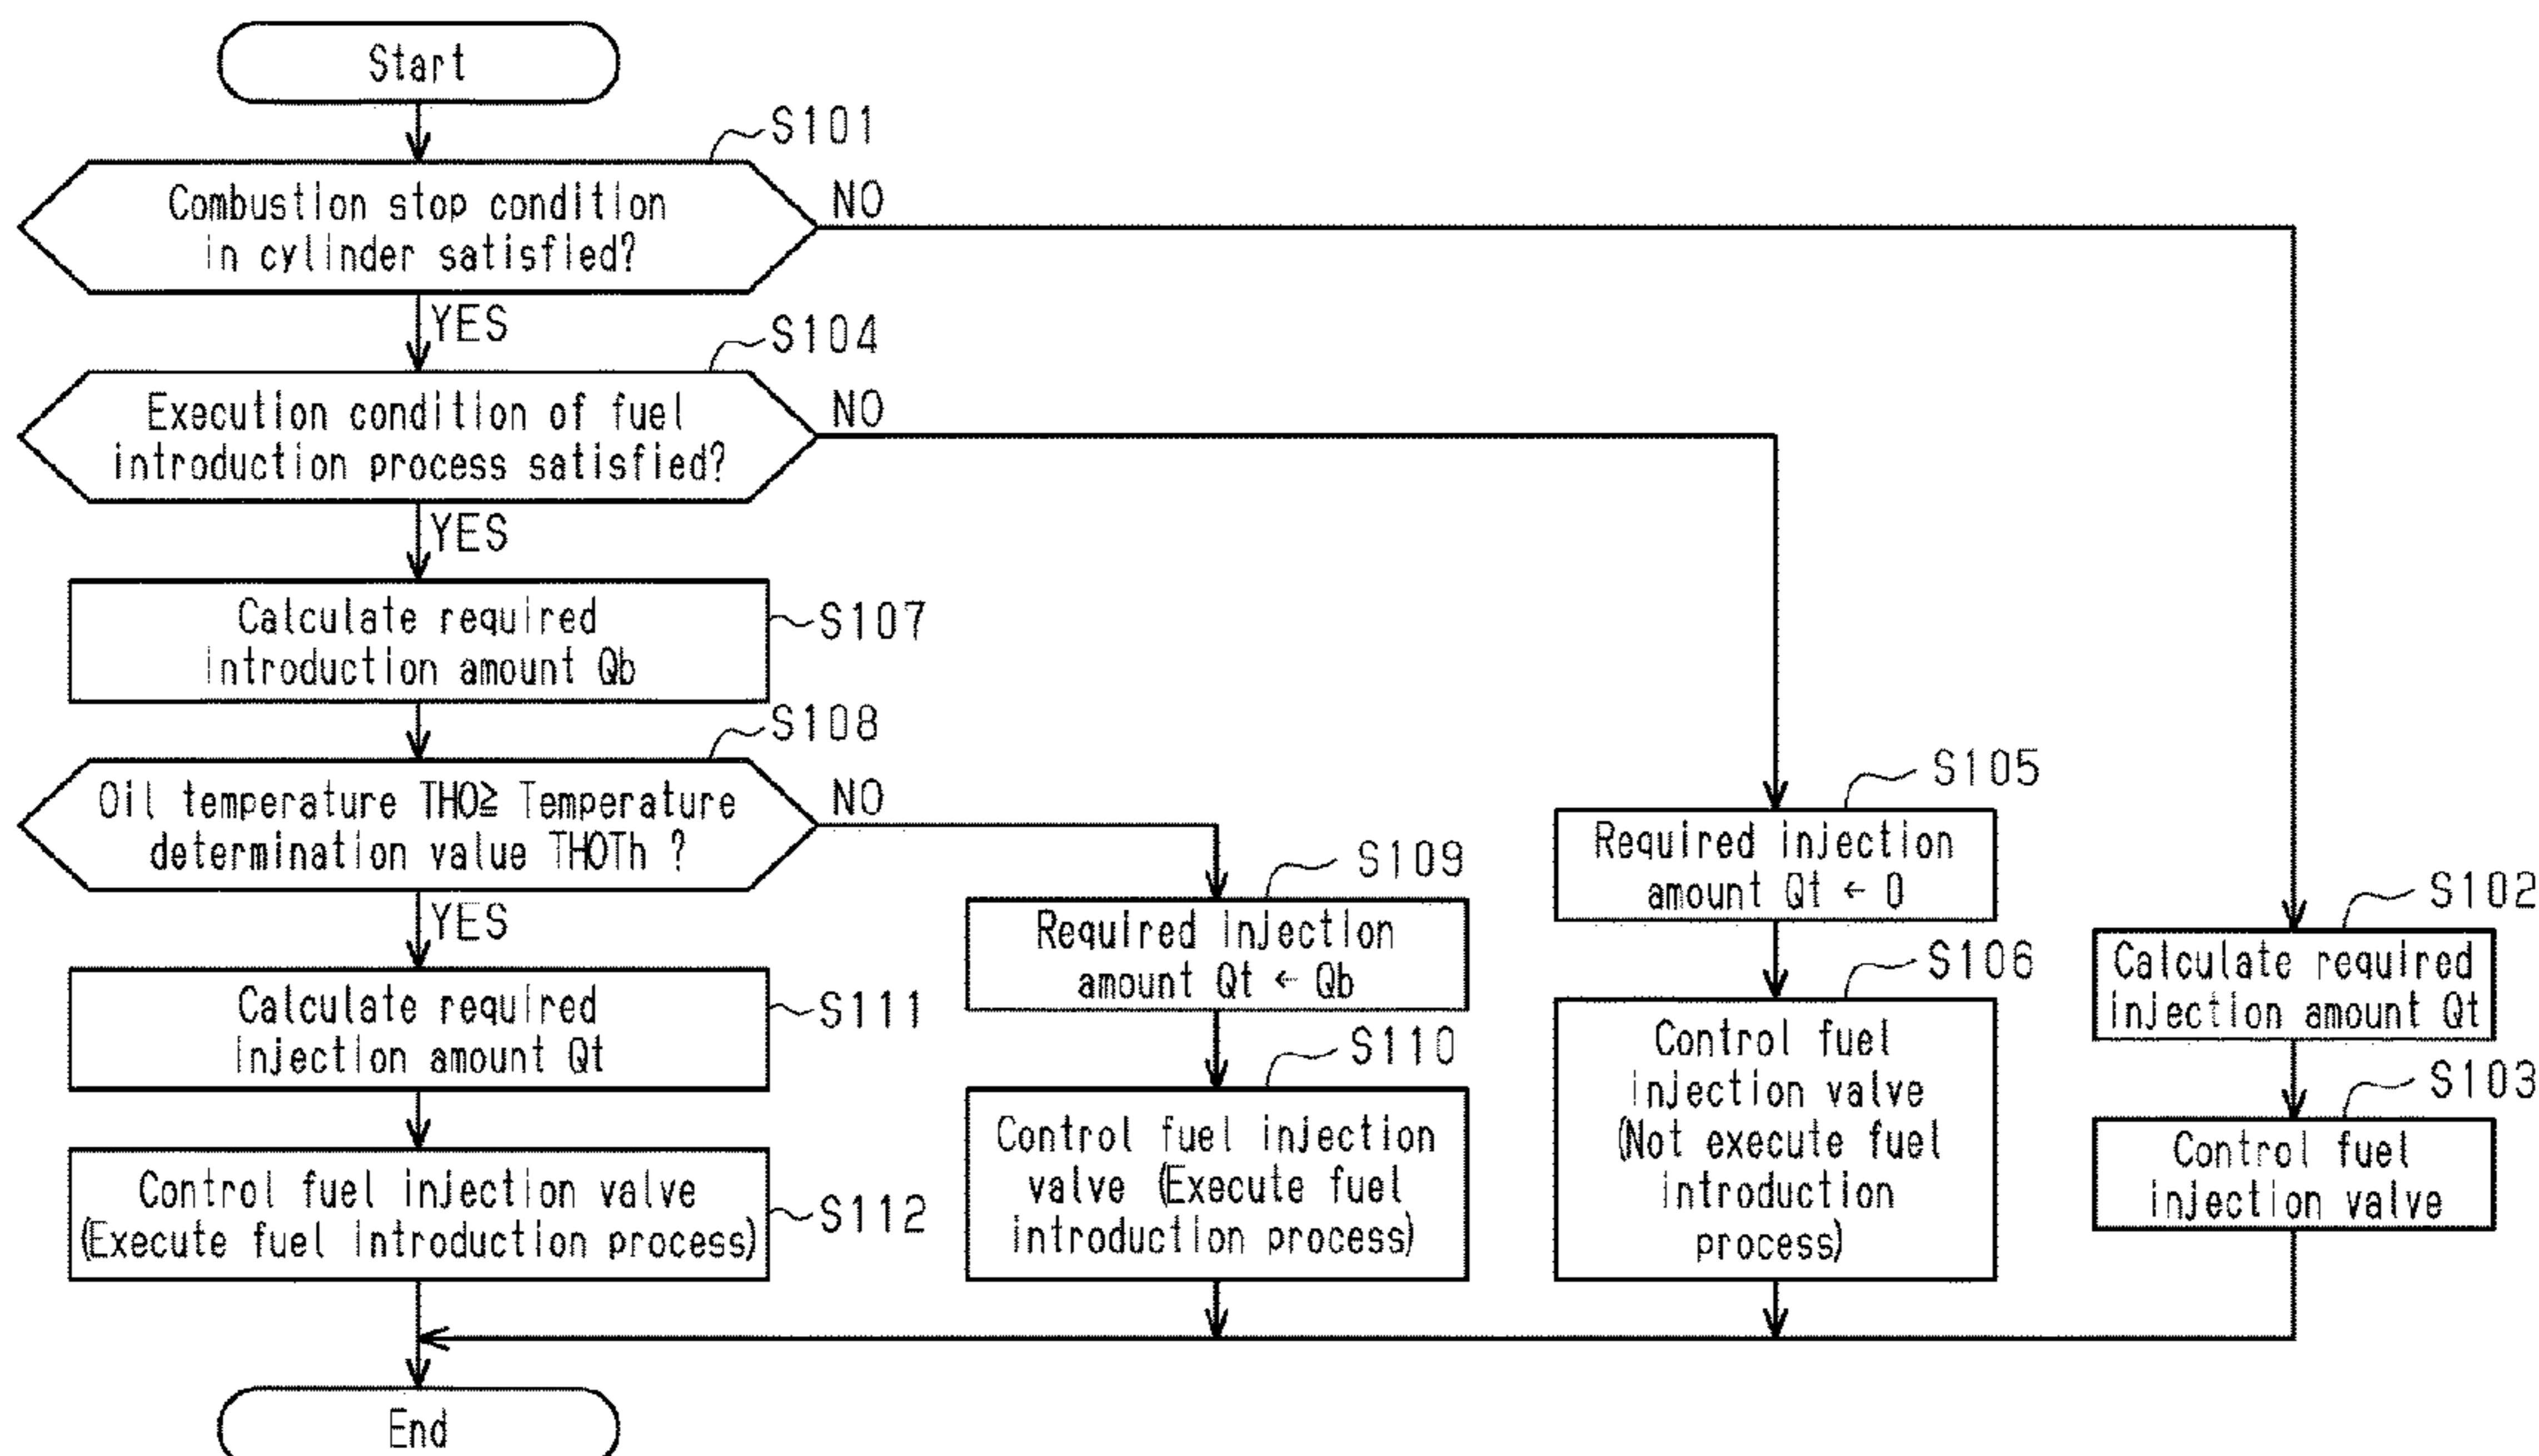 Start
S101
Combustion stop condition
in cylinder satisfied?
NO
YES
S104
Execution condition of fuel
introduction process satisfied?
NO
YES
Calculate required
introduction amount Qb
S107
S108
Oil temperature THO≧ Temperature
determination value THOTh ?
NO
YES
Calculate required
injection amount Qt
S111
Control fuel injection valve
(Execute fuel introduction process)
S112
S109
Required injection
amount Qt ← Qb
S110
Control fuel injection
valve (Execute fuel
introduction process)
S105
Required injection
amount Qt ← 0
S106
Control fuel
injection valve
(Not execute fuel
introduction
process)
S102
Calculate required
injection amount Qt
S103
Control fuel
injection valve
End